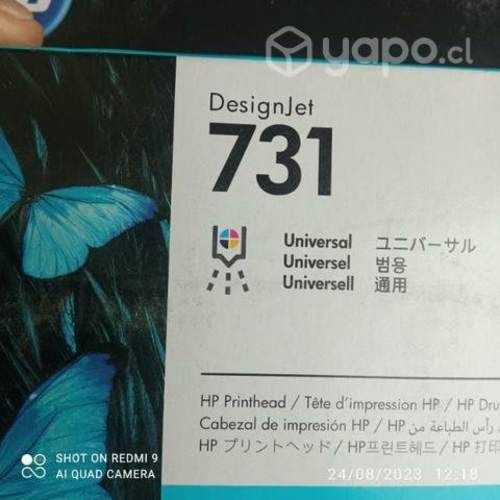 yapo.cl
DesignJet
731
Universal ユニバーサル
Universel 범용
Universell 通用
HP Printhead / Tête d'impression HP / HP Dru
Cabezal de impresión HP / رأس الطباعة من HP
HP プリントヘッド / HP프린트헤드 / HP 打印
SHOT ON REDMI 9
AI QUAD CAMERA
24/08/2023 12:18